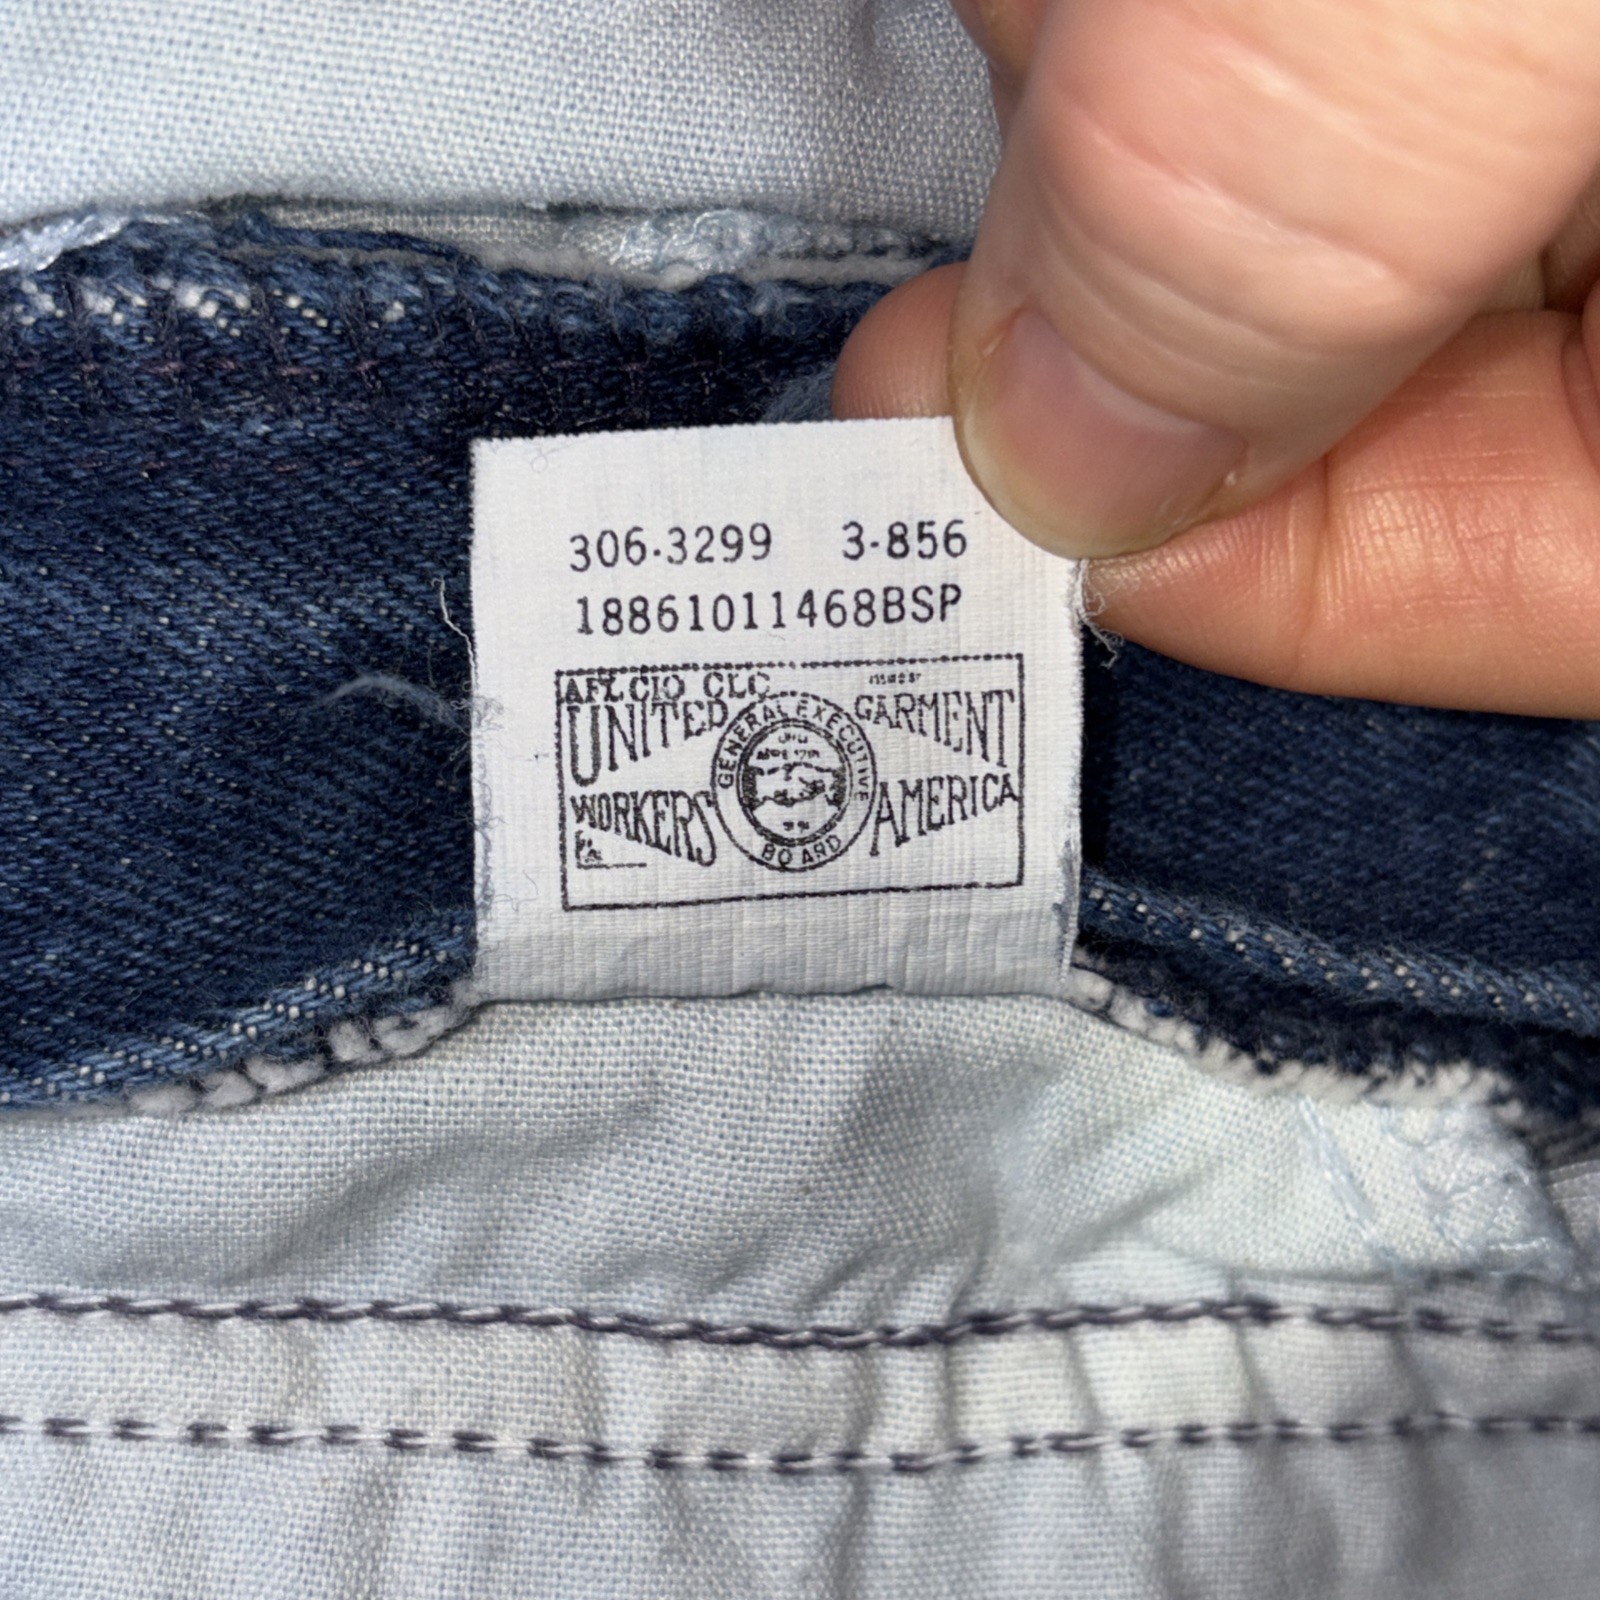 306-3299 3-856
18861011468BSP
AFL CIO CLC
UNITED GARMENT
WORKERS AMERICA
GENERAL EXECUTIVE
BOARD